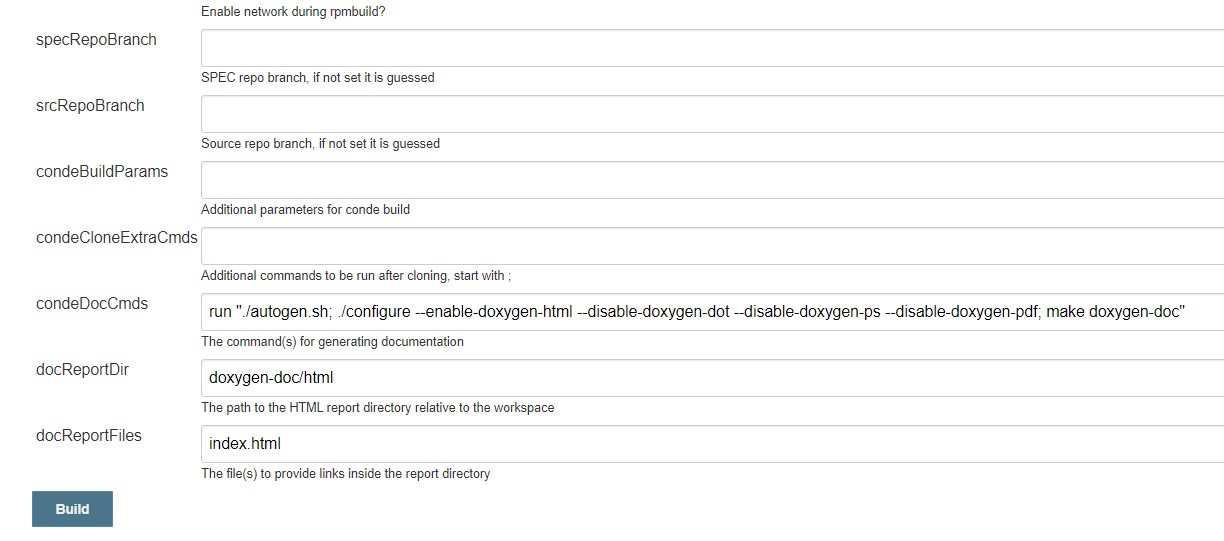 Enable network during rpmbuild?
specRepoBranch
SPEC repo branch, if not set it is guessed
srcRepoBranch
Source repo branch, if not set it is guessed
condeBuildParams
Additional parameters for conde build
condeCloneExtraCmds
Additional commands to be run after cloning, start with ;
condeDocCmds
run "./autogen.sh; ./configure --enable-doxygen-html --disable-doxygen-dot --disable-doxygen-ps --disable-doxygen-pdf; make doxygen-doc"
The command(s) for generating documentation
docReportDir
doxygen-doc/html
The path to the HTML report directory relative to the workspace
docReportFiles
index.html
The file(s) to provide links inside the report directory
Build